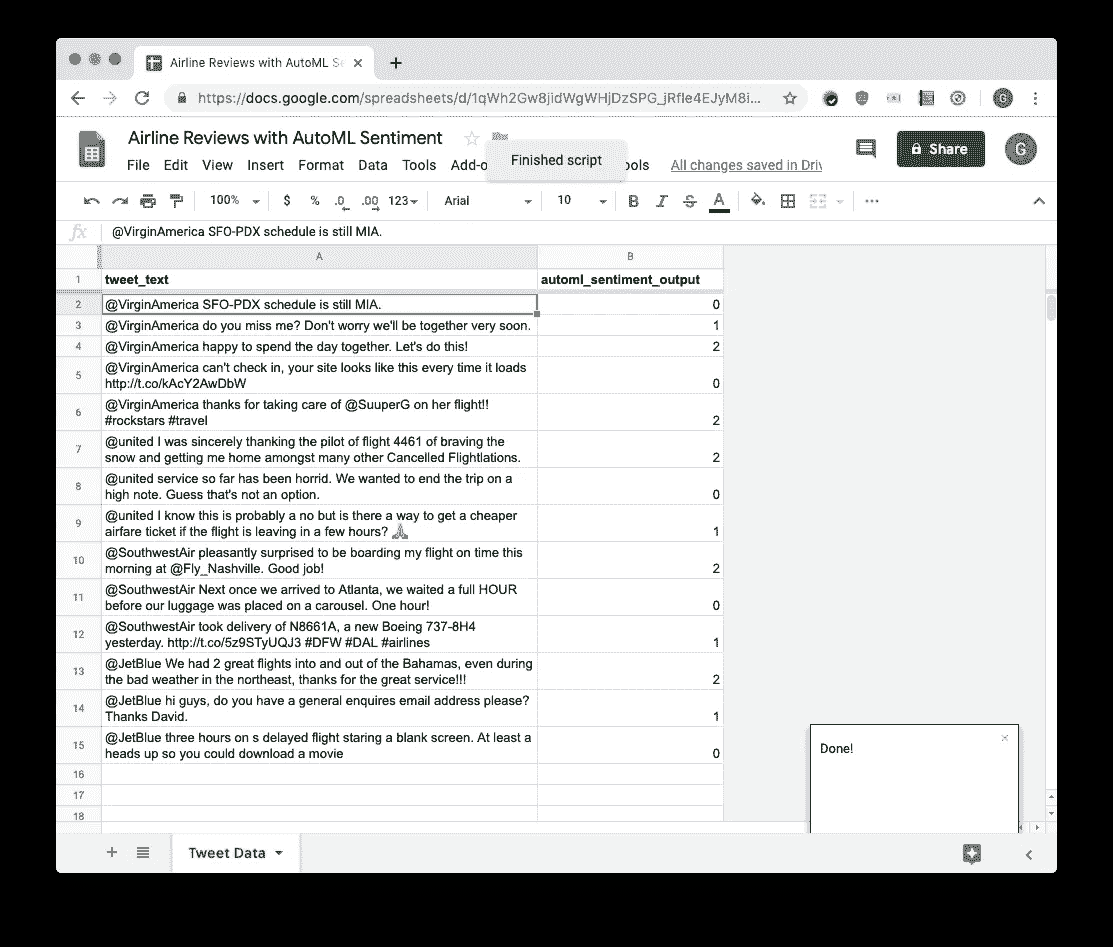 Airline Reviews with AutoML Se
https://docs.google.com/spreadsheets/d/1qWh2Gw8jidWgWHjDzSPG_jRfle4EJyM8i...
Airline Reviews with AutoML Sentiment
Finished script
File Edit View Insert Format Data Tools Add-o ools All changes saved in Driv
Share
G
100% $ % .0 .00 123 Arial 10 B I S A
fx @VirginAmerica SFO-PDX schedule is still MIA.
A B
1 tweet_text automl_sentiment_output
2 @VirginAmerica SFO-PDX schedule is still MIA. 0
3 @VirginAmerica do you miss me? Don't worry we'll be together very soon. 1
4 @VirginAmerica happy to spend the day together. Let's do this! 2
5 @VirginAmerica can't check in, your site looks like this every time it loads
http://t.co/kAcY2AwDbW 0
6 @VirginAmerica thanks for taking care of @SuuperG on her flight!!
#rockstars #travel 2
7 @united I was sincerely thanking the pilot of flight 4461 of braving the
snow and getting me home amongst many other Cancelled Flightlations. 2
8 @united service so far has been horrid. We wanted to end the trip on a
high note. Guess that's not an option. 0
9 @united I know this is probably a no but is there a way to get a cheaper
airfare ticket if the flight is leaving in a few hours? 🙏 1
10 @SouthwestAir pleasantly surprised to be boarding my flight on time this
morning at @Fly_Nashville. Good job! 2
11 @SouthwestAir Next once we arrived to Atlanta, we waited a full HOUR
before our luggage was placed on a carousel. One hour! 0
12 @SouthwestAir took delivery of N8661A, a new Boeing 737-8H4
yesterday. http://t.co/5z9STyUQJ3 #DFW #DAL #airlines 1
13 @JetBlue We had 2 great flights into and out of the Bahamas, even during
the bad weather in the northeast, thanks for the great service!!! 2
14 @JetBlue hi guys, do you have a general enquires email address please?
Thanks David. 1
15 @JetBlue three hours on s delayed flight staring a blank screen. At least a
heads up so you could download a movie 0
16
17
18
Done!
Tweet Data